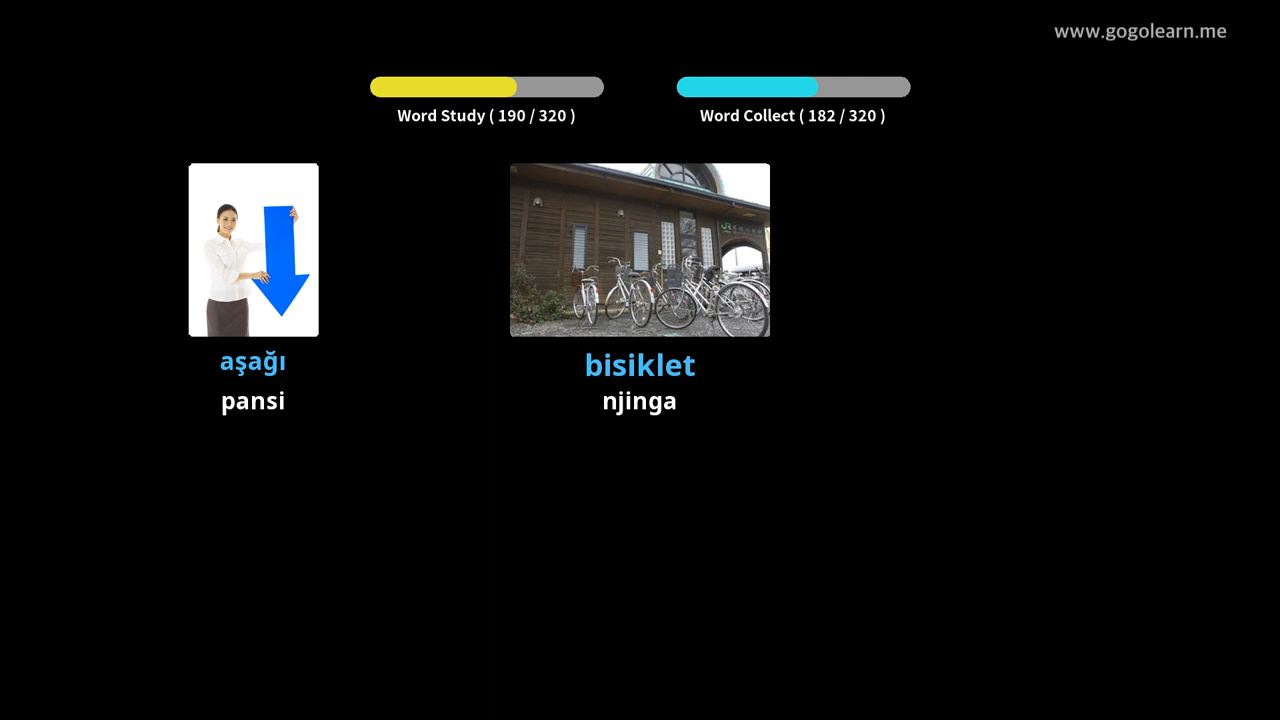 www.gogolearn.me
Word Study ( 190 / 320 )
Word Collect ( 182 / 320 )
aşağı
pansi
bisiklet
njinga